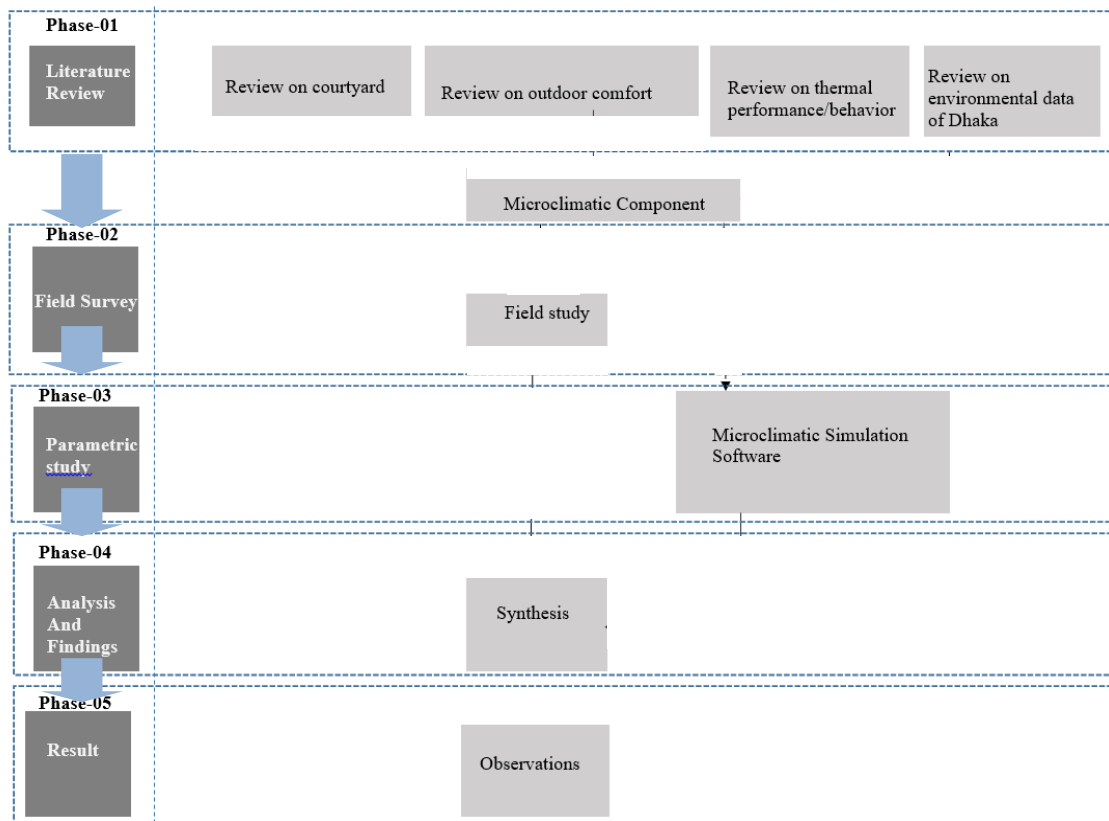 Phase-01
Literature
Review
Review on courtyard
Review on outdoor comfort
Review on thermal
performance/behavior
Review on
environmental data
of Dhaka
Microclimatic Component
Phase-02
Field Survey
Field study
Phase-03
Parametric
study
Microclimatic Simulation
Software
Phase-04
Analysis
And
Findings
Synthesis
Phase-05
Result
Observations